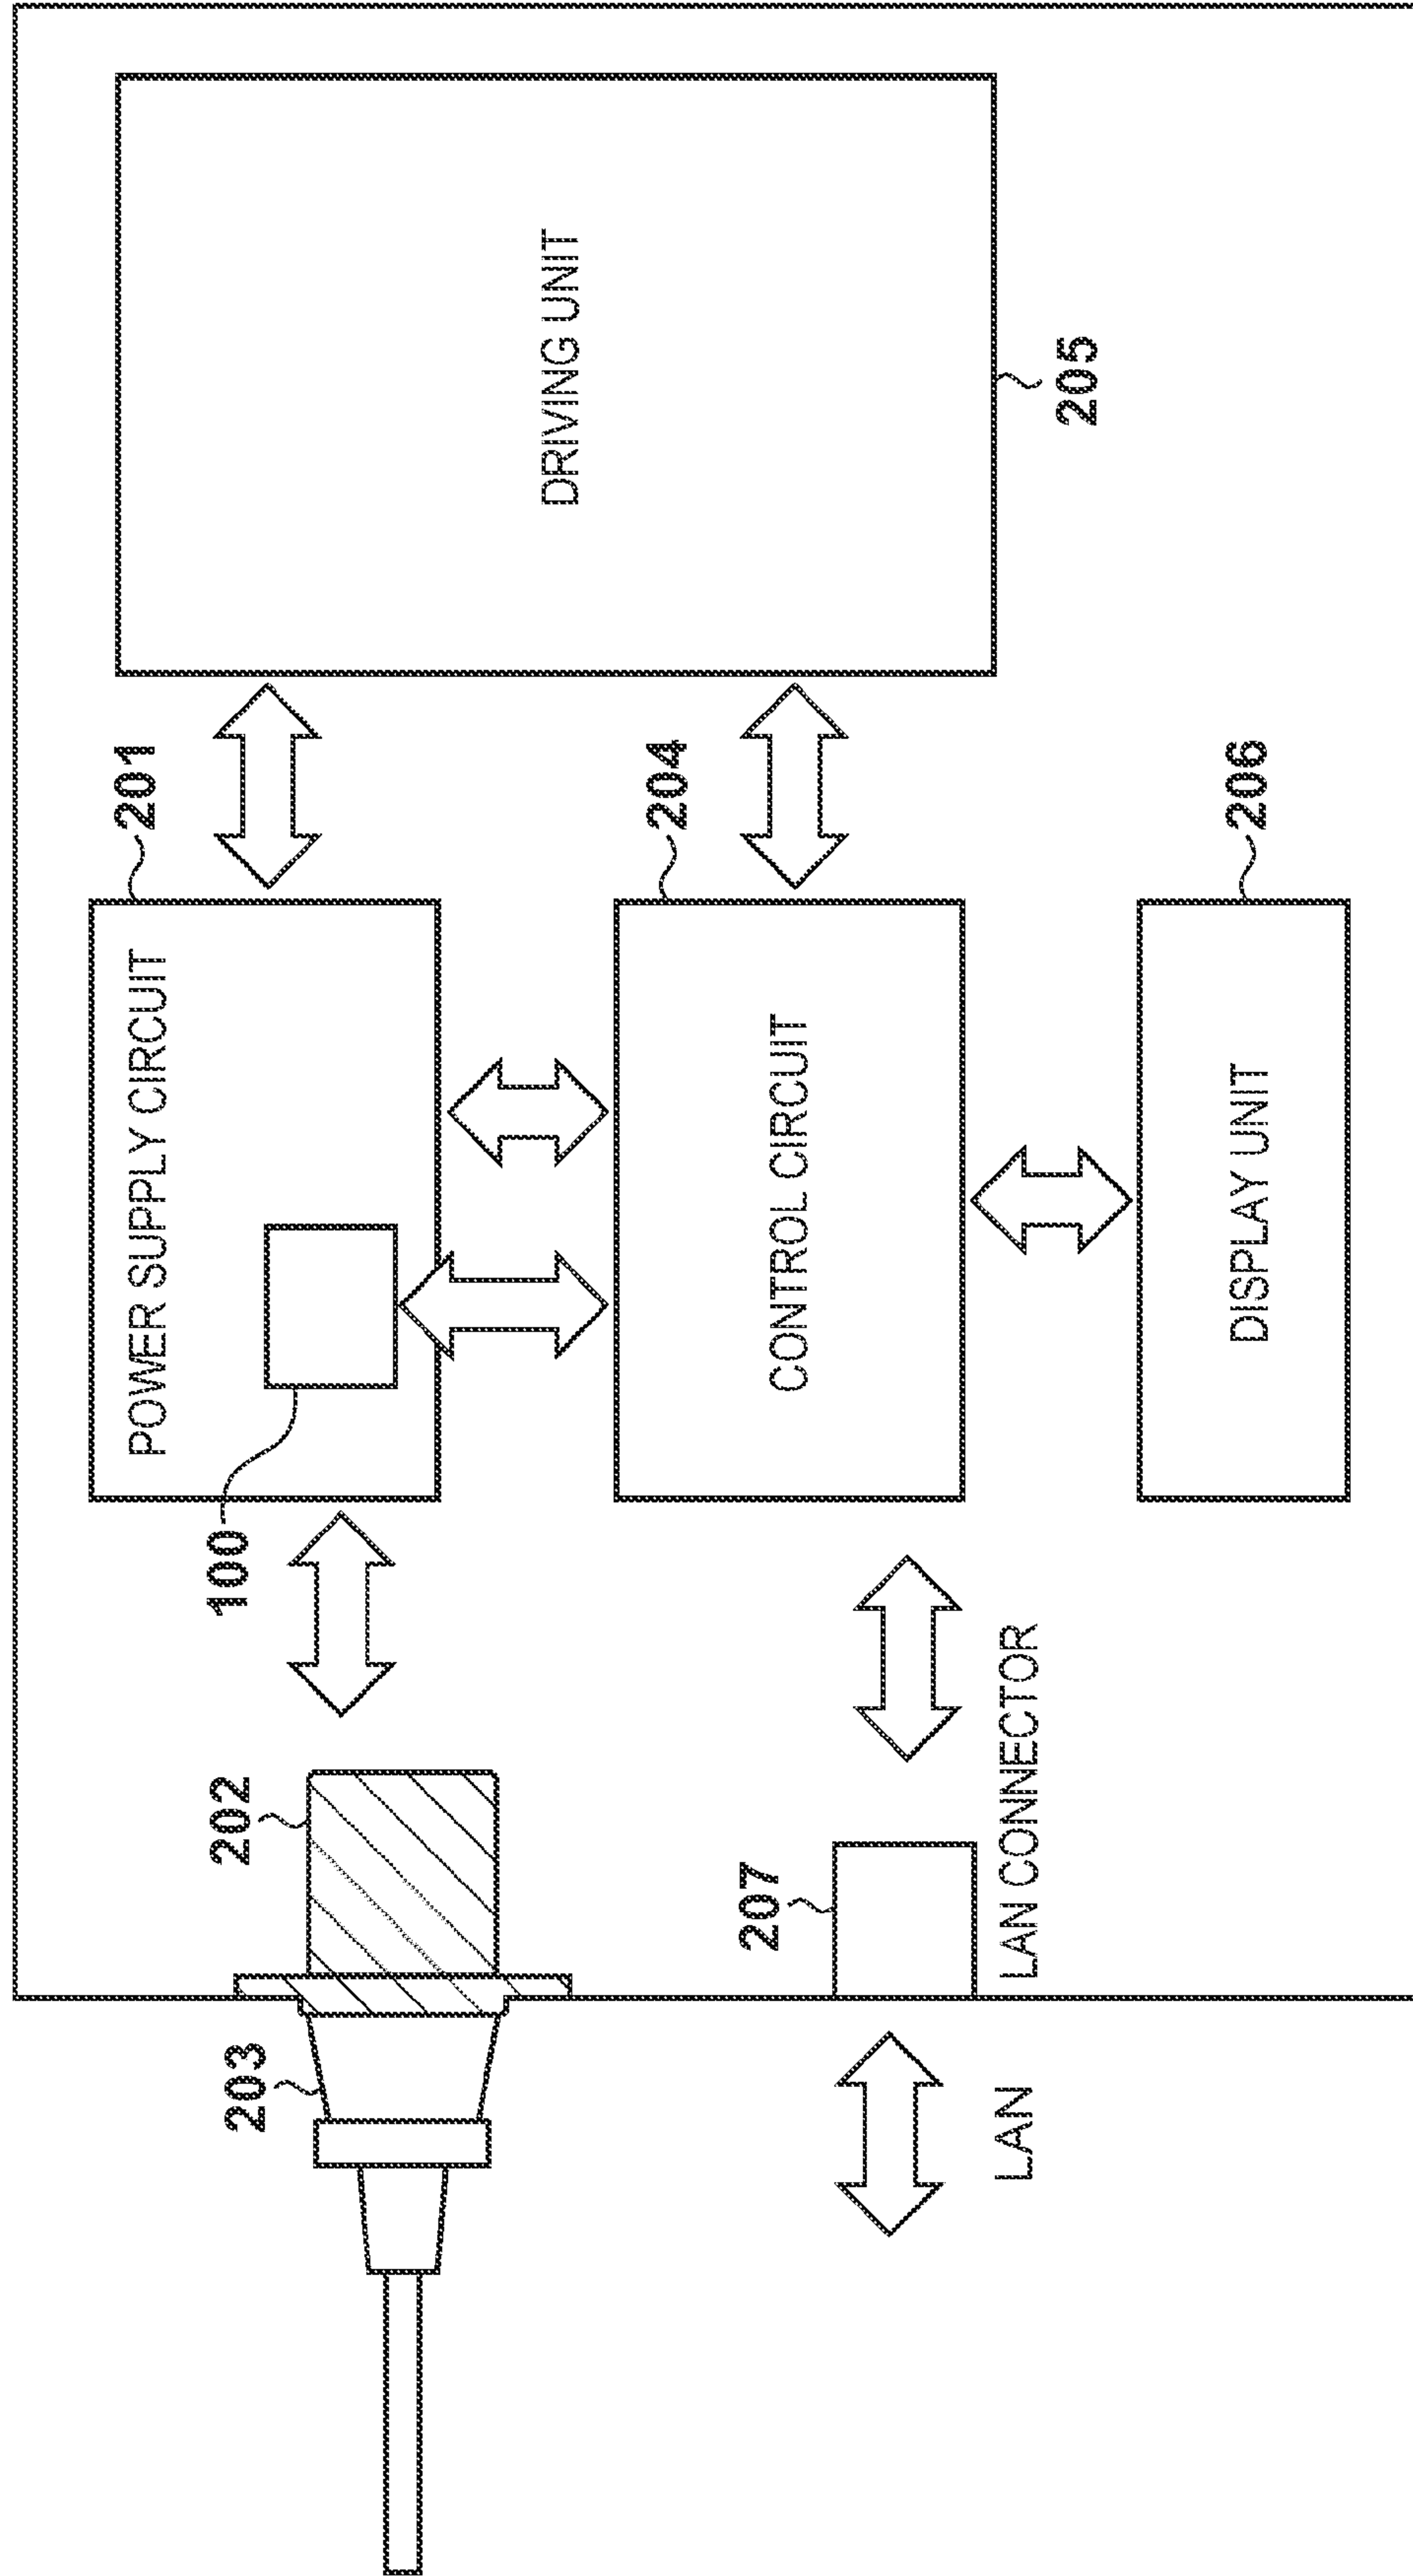 203
LAN
202
207
LAN CONNECTOR
100
POWER SUPPLY CIRCUIT
201
CONTROL CIRCUIT
204
DISPLAY UNIT
206
DRIVING UNIT
205